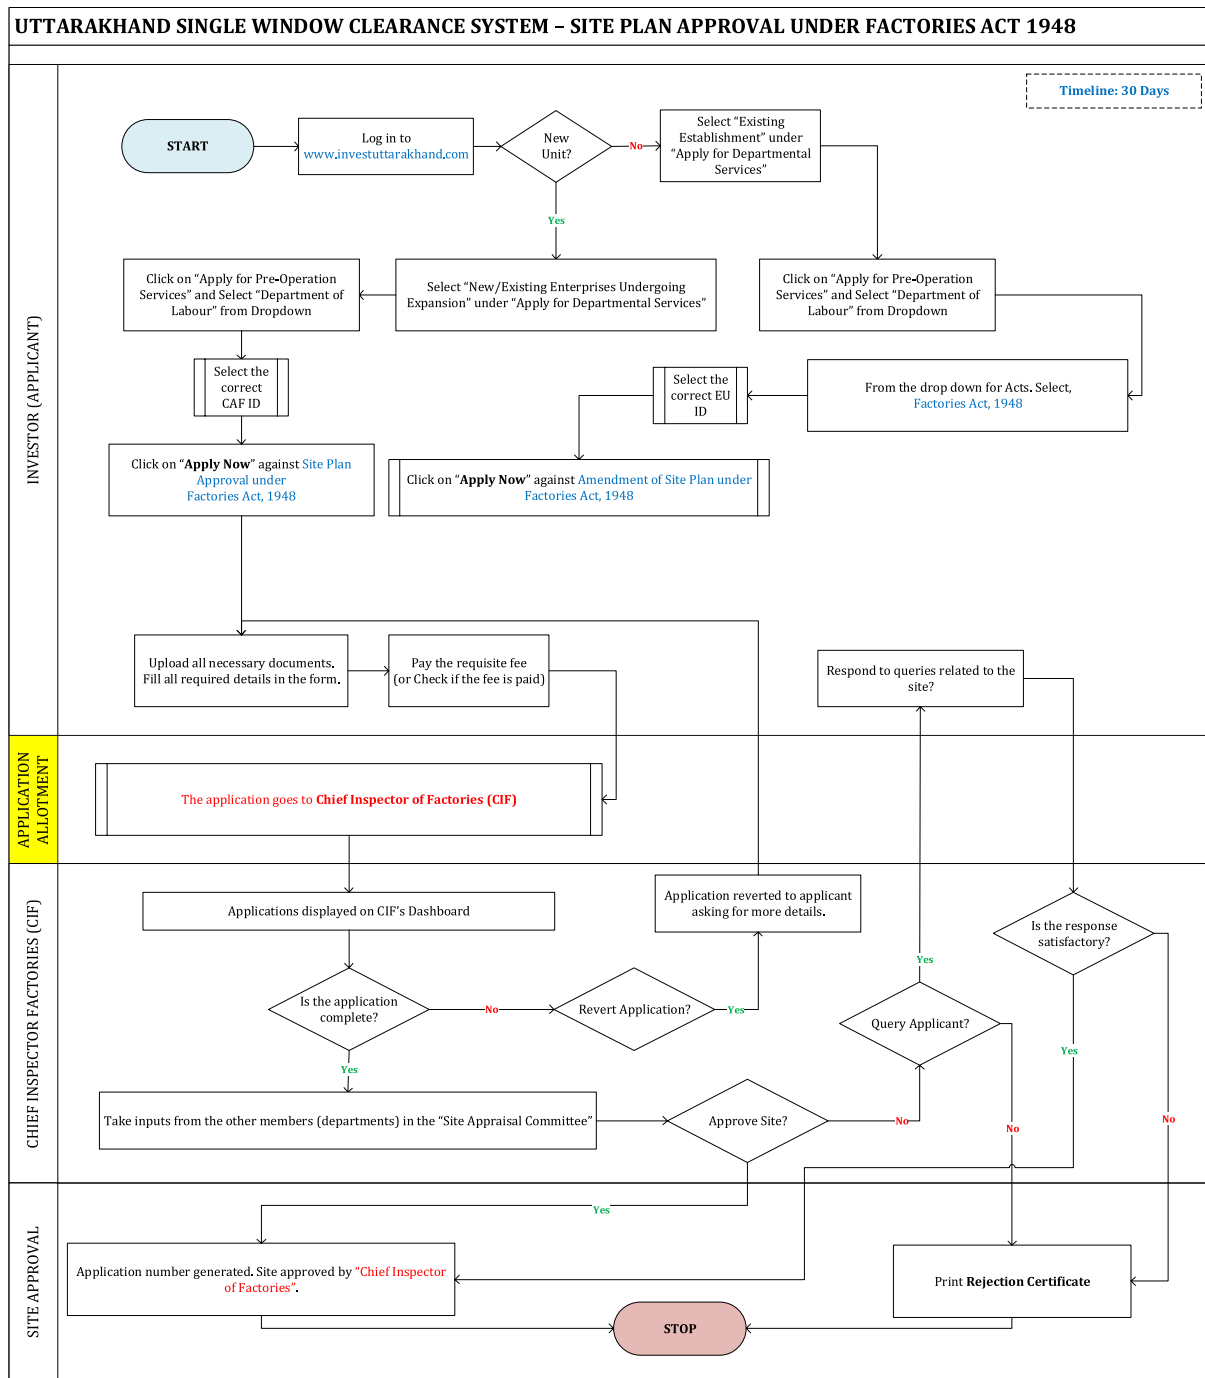 UTTARAKHAND SINGLE WINDOW CLEARANCE SYSTEM – SITE PLAN APPROVAL UNDER FACTORIES ACT 1948
Timeline: 30 Days
INVESTOR (APPLICANT)
START
Log in to
www.investuttarakhand.com
New
Unit?
No
Select “Existing
Establishment” under
“Apply for Departmental
Services”
Yes
Click on “Apply for Pre-Operation
Services” and Select “Department of
Labour” from Dropdown
Select “New/Existing Enterprises Undergoing
Expansion” under “Apply for Departmental Services”
Click on “Apply for Pre-Operation
Services” and Select “Department of
Labour” from Dropdown
Select the
correct
CAF ID
Select the
correct EU
ID
From the drop down for Acts. Select,
Factories Act, 1948
Click on “Apply Now” against Site Plan
Approval under
Factories Act, 1948
Click on “Apply Now” against Amendment of Site Plan under
Factories Act, 1948
Upload all necessary documents.
Fill all required details in the form.
Pay the requisite fee
(or Check if the fee is paid)
Respond to queries related to the
site?
APPLICATION
ALLOTMENT
The application goes to Chief Inspector of Factories (CIF)
CHIEF INSPECTOR FACTORIES (CIF)
Applications displayed on CIF’s Dashboard
Application reverted to applicant
asking for more details.
Is the response
satisfactory?
Yes
Is the application
complete?
No
Revert Application?
Yes
Query Applicant?
Yes
Yes
Take inputs from the other members (departments) in the “Site Appraisal Committee”
Approve Site?
No
No
No
Yes
SITE APPROVAL
Application number generated. Site approved by “Chief Inspector
of Factories”.
Print Rejection Certificate
STOP